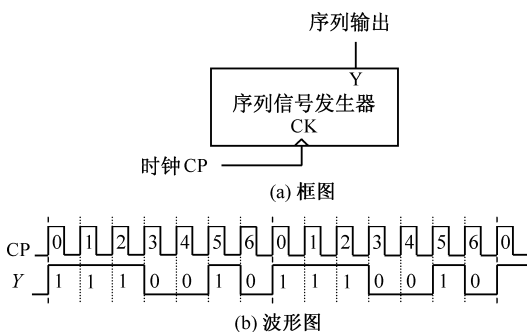 序列输出
Y
序列信号发生器
CK
时钟 CP
(a) 框图
CP 0 1 2 3 4 5 6 0 1 2 3 4 5 6 0
Y 1 1 1 0 0 1 0 1 1 1 0 0 1 0
(b) 波形图